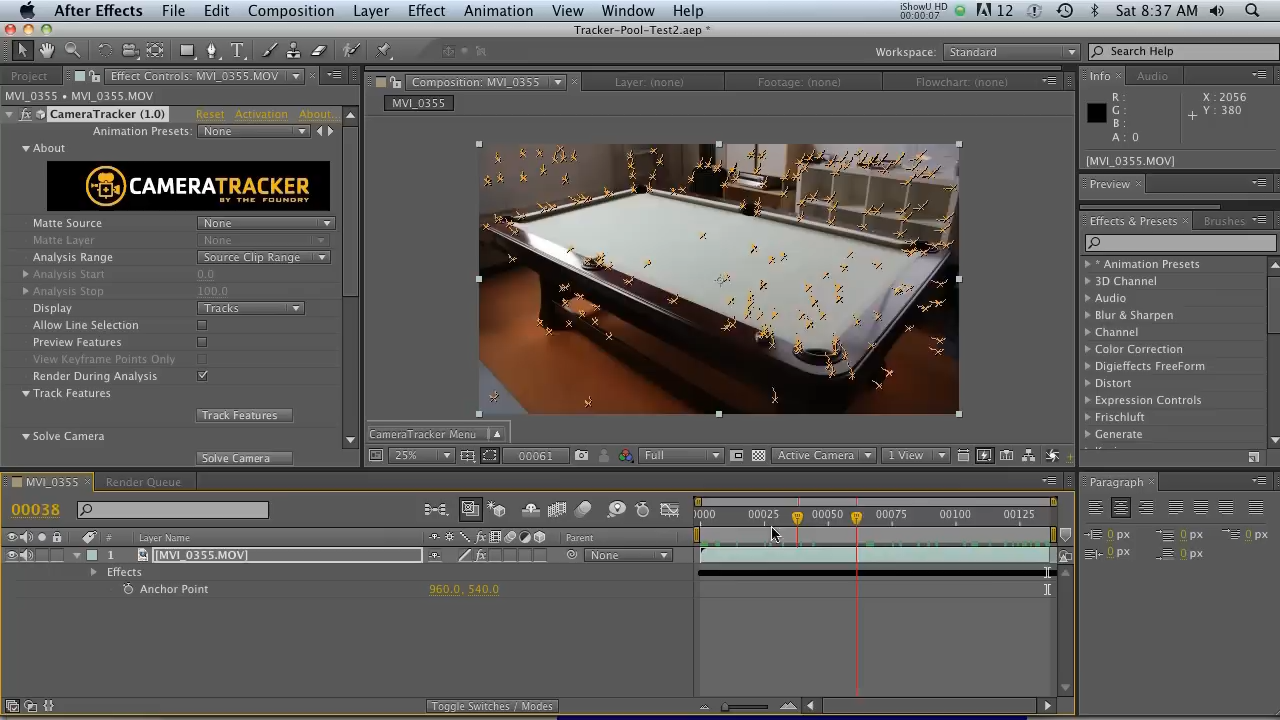 After Effects File Edit Composition Layer Effect Animation View Window Help
iShowU HD
00:00:07
12
Sat 8:37 AM
Tracker-Pool-Test2.aep *
Workspace: Standard
Search Help
Project
Effect Controls: MVI_0355.MOV
MVI_0355 • MVI_0355.MOV
fx CameraTracker (1.0) Reset Activation About...
Animation Presets: None
About
CAMERATRACKER
BY THE FOUNDRY
Matte Source None
Matte Layer None
Analysis Range Source Clip Range
Analysis Start 0.0
Analysis Stop 100.0
Display Tracks
Allow Line Selection
Preview Features
View Keyframe Points Only
Render During Analysis
Track Features
Track Features
Solve Camera
Solve Camera
Composition: MVI_0355
Layer: (none)
Footage: (none)
Flowchart: (none)
MVI_0355
CameraTracker Menu
25%
00061
Full
Active Camera
1 View
Info
Audio
R :
G :
B :
A : 0
X : 2056
Y : 380
[MVI_0355.MOV]
Preview
Effects & Presets
Brushes
* Animation Presets
3D Channel
Audio
Blur & Sharpen
Channel
Color Correction
Digieffects FreeForm
Distort
Expression Controls
Frischluft
Generate
MVI_0355
Render Queue
00038
0000 00025 00050 00075 00100 00125
# Layer Name
fx
Parent
1 [MVI_0355.MOV]
fx
None
Effects
Anchor Point 960.0, 540.0
Toggle Switches / Modes
Paragraph
0 px 0 px 0 px
0 px 0 px